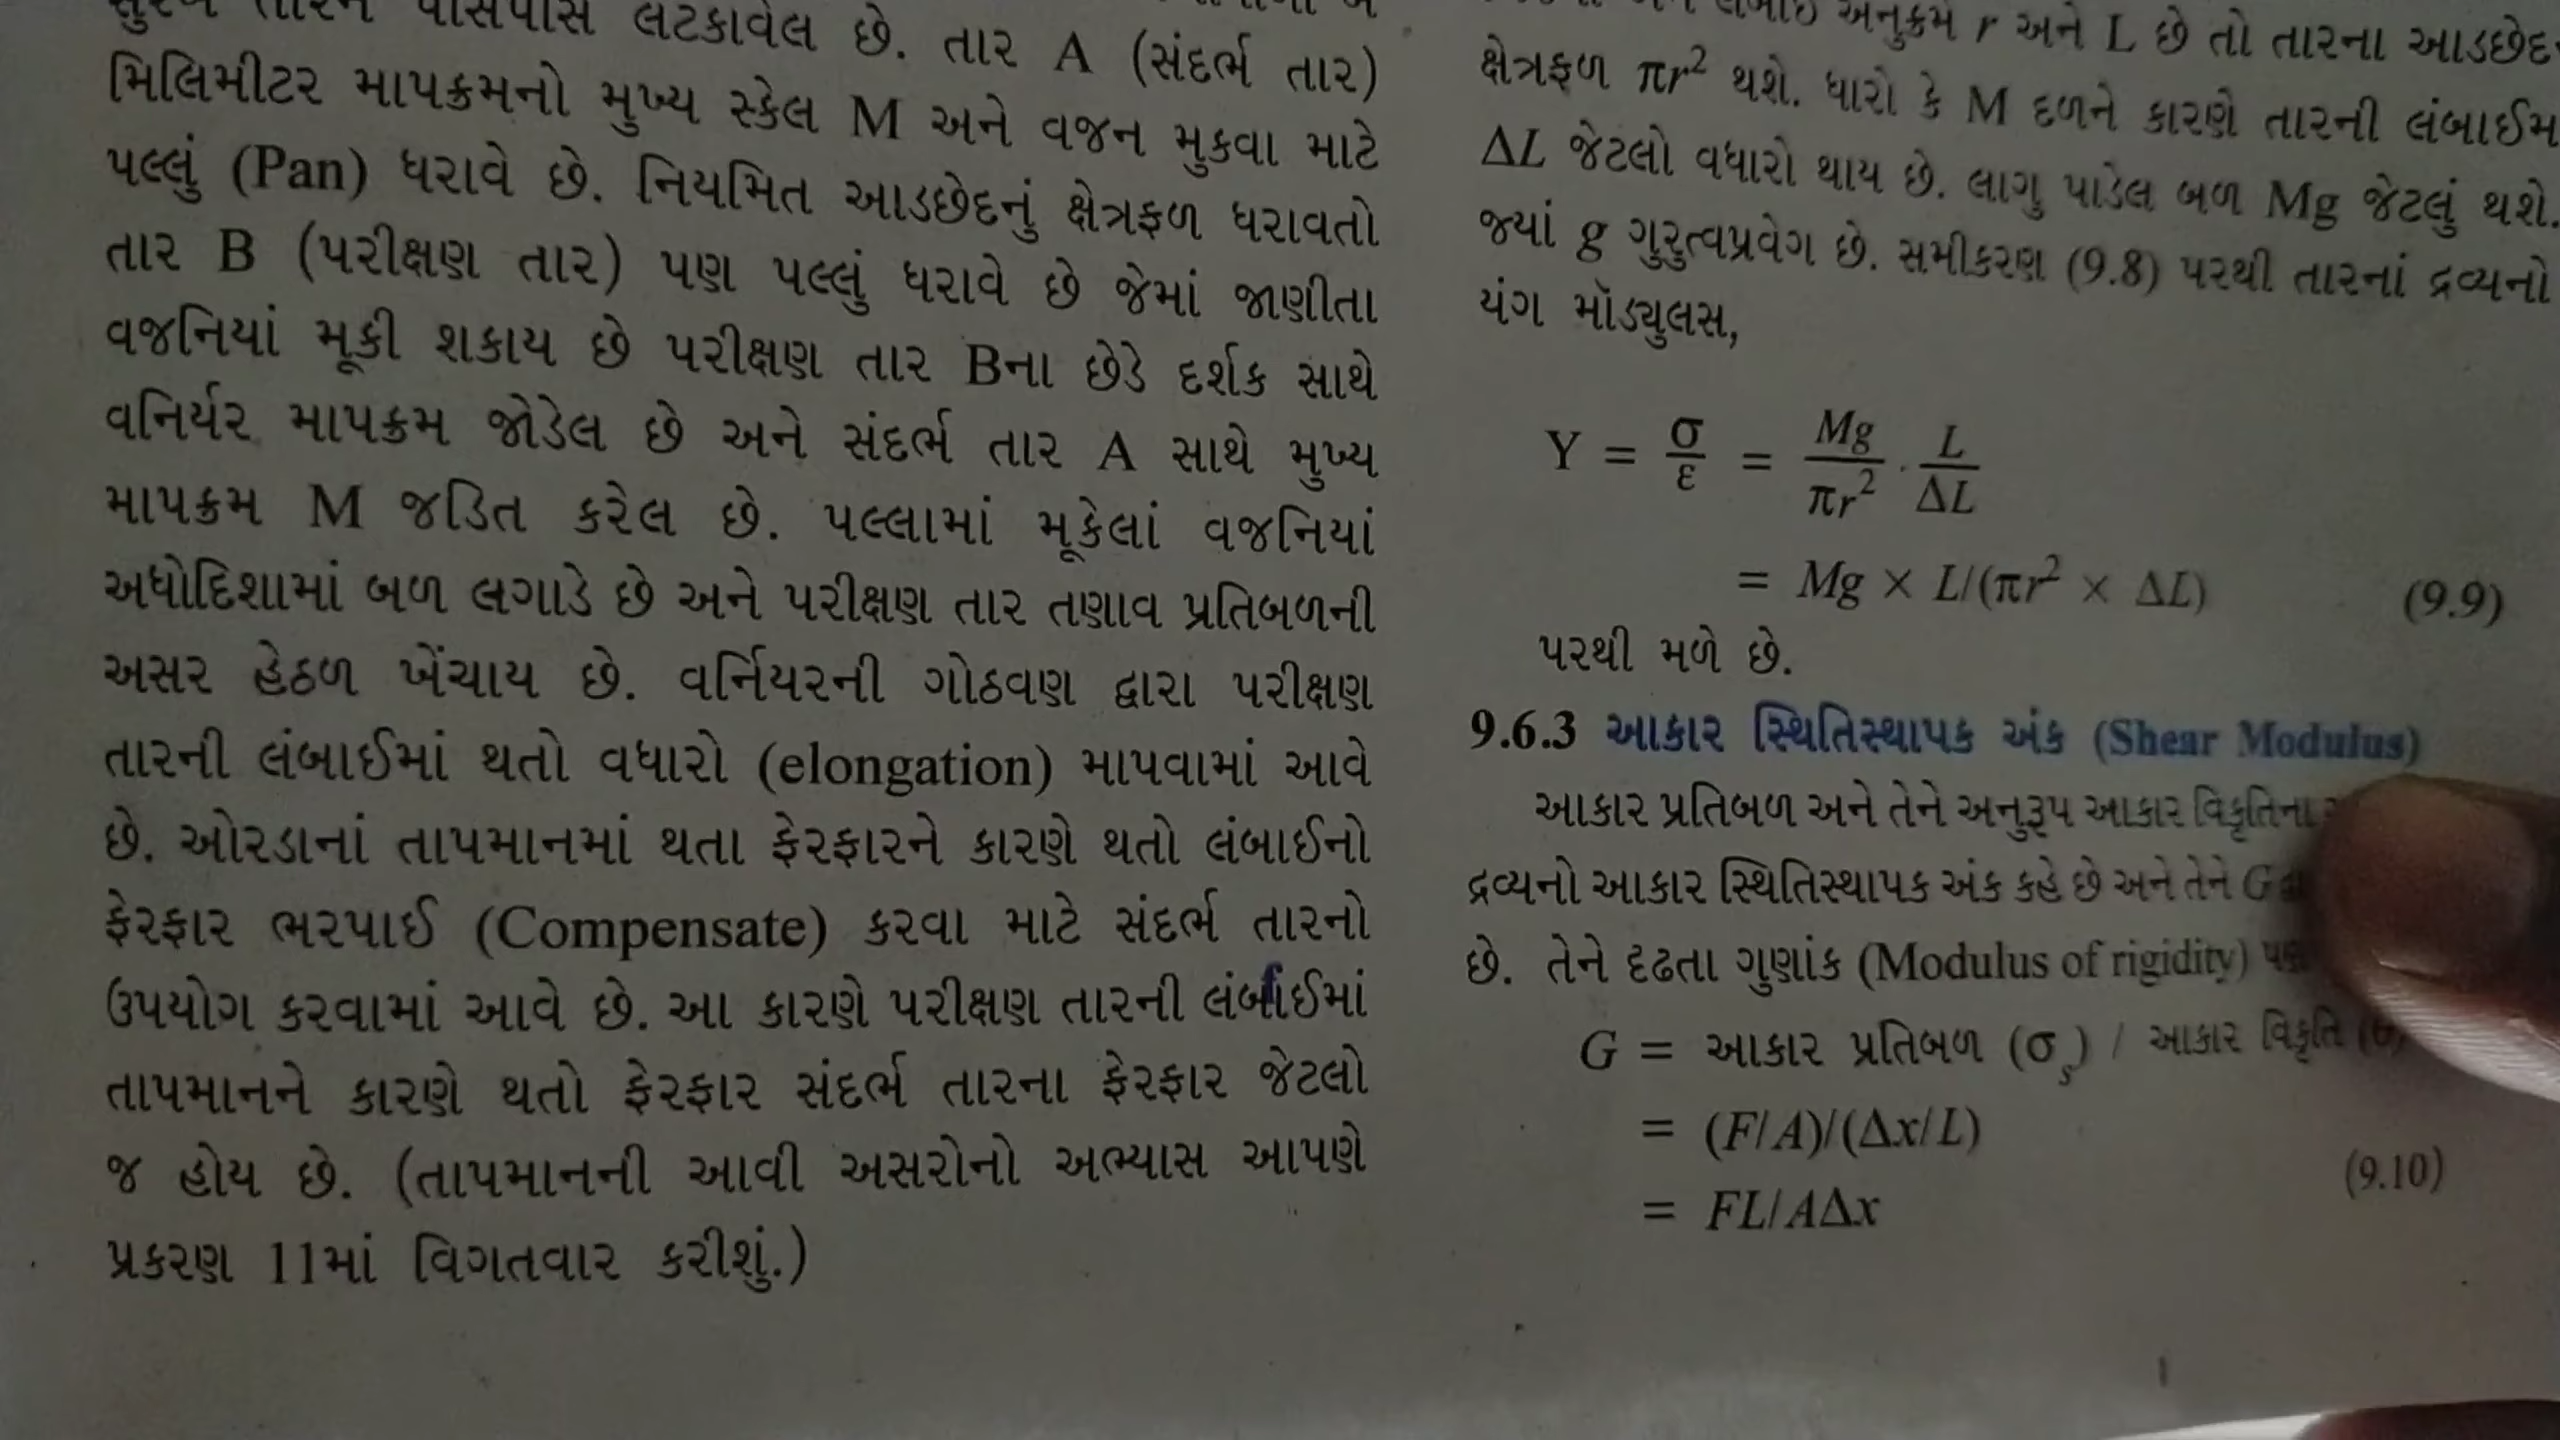 લટકાવેલ છે. તાર A (સંદર્ભ તાર)
મિલિમીટર માપક્રમનો મુખ્ય સ્કેલ M અને વજન મુકવા માટે
પલ્લું (Pan) ધરાવે છે. નિયમિત આડછેદનું ક્ષેત્રફળ ધરાવતો
તાર B (પરીક્ષણ તાર) પણ પલ્લું ધરાવે છે જેમાં જાણીતા
વજનિયાં મૂકી શકાય છે પરીક્ષણ તાર Bના છેડે દર્શક સાથે
વનિર્યર માપક્રમ જોડેલ છે અને સંદર્ભ તાર A સાથે મુખ્ય
માપક્રમ M જડિત કરેલ છે. પલ્લામાં મૂકેલાં વજનિયાં
અધોદિશામાં બળ લગાડે છે અને પરીક્ષણ તાર તણાવ પ્રતિબળની
અસર હેઠળ ખેંચાય છે. વર્નિયરની ગોઠવણ દ્વારા પરીક્ષણ
તારની લંબાઈમાં થતો વધારો (elongation) માપવામાં આવે
છે. ઓરડાનાં તાપમાનમાં થતા ફેરફારને કારણે થતો લંબાઈનો
ફેરફાર ભરપાઈ (Compensate) કરવા માટે સંદર્ભ તારનો
ઉપયોગ કરવામાં આવે છે. આ કારણે પરીક્ષણ તારની લંબાઈમાં
તાપમાનને કારણે થતો ફેરફાર સંદર્ભ તારના ફેરફાર જેટલો
જ હોય છે. (તાપમાનની આવી અસરોનો અભ્યાસ આપણે
પ્રકરણ 11માં વિગતવાર કરીશું.)
લંબાઈ અનુક્રમે r અને L છે તો તારના આડછેદ
ક્ષેત્રફળ πr² થશે. ધારો કે M દળને કારણે તારની લંબાઈમ
ΔL જેટલો વધારો થાય છે. લાગુ પાડેલ બળ Mg જેટલું થશે.
જ્યાં g ગુરુત્વપ્રવેગ છે. સમીકરણ (9.8) પરથી તારનાં દ્રવ્યનો
યંગ મૉડ્યુલસ,
Y = σ/ε = Mg/πr² · L/ΔL
= Mg × L/(πr² × ΔL) (9.9)
પરથી મળે છે.
9.6.3 આકાર સ્થિતિસ્થાપક અંક (Shear Modulus)
આકાર પ્રતિબળ અને તેને અનુરૂપ આકાર વિકૃતિના
દ્રવ્યનો આકાર સ્થિતિસ્થાપક અંક કહે છે અને તેને G
છે. તેને દૃઢતા ગુણાંક (Modulus of rigidity)
G = આકાર પ્રતિબળ (σₛ) / આકાર વિકૃતિ
= (F/A)/(Δx/L)
= FL/AΔx (9.10)